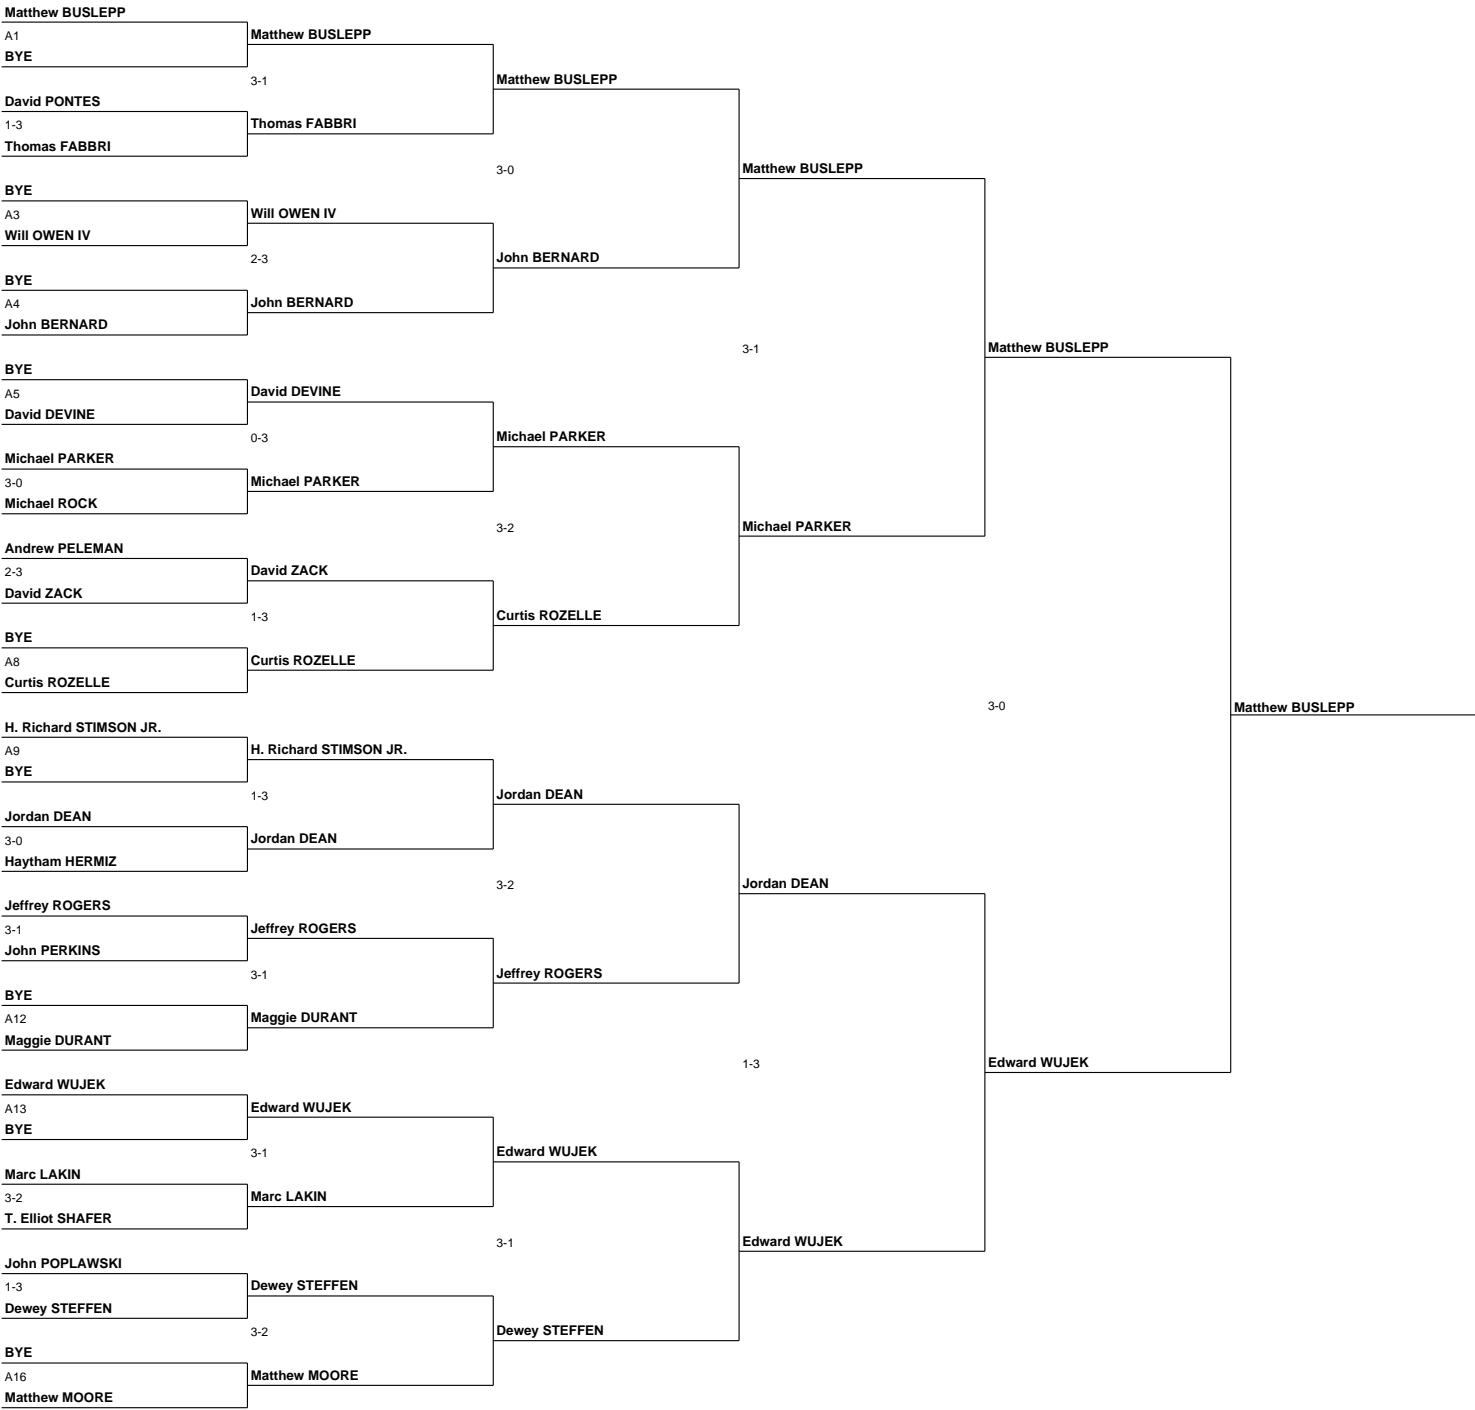 Matthew BUSLEPP
A1
BYE
David PONTES
1-3
Thomas FABBRI
BYE
A3
Will OWEN IV
BYE
A4
John BERNARD
BYE
A5
David DEVINE
Michael PARKER
3-0
Michael ROCK
Andrew PELEMAN
2-3
David ZACK
BYE
A8
Curtis ROZELLE
H. Richard STIMSON JR.
A9
BYE
Jordan DEAN
3-0
Haytham HERMIZ
Jeffrey ROGERS
3-1
John PERKINS
BYE
A12
Maggie DURANT
Edward WUJEK
A13
BYE
Marc LAKIN
3-2
T. Elliot SHAFER
John POPLAWSKI
1-3
Dewey STEFFEN
BYE
A16
Matthew MOORE
Matthew BUSLEPP
3-1
Thomas FABBRI
Will OWEN IV
2-3
John BERNARD
David DEVINE
0-3
Michael PARKER
David ZACK
1-3
Curtis ROZELLE
H. Richard STIMSON JR.
1-3
Jordan DEAN
Jeffrey ROGERS
3-1
Maggie DURANT
Edward WUJEK
3-1
Marc LAKIN
Dewey STEFFEN
3-2
Matthew MOORE
Matthew BUSLEPP
3-0
John BERNARD
Michael PARKER
3-2
Curtis ROZELLE
Jordan DEAN
3-2
Jeffrey ROGERS
Edward WUJEK
3-1
Dewey STEFFEN
Matthew BUSLEPP
3-1
Michael PARKER
Jordan DEAN
1-3
Edward WUJEK
Matthew BUSLEPP
3-0
Edward WUJEK
Matthew BUSLEPP